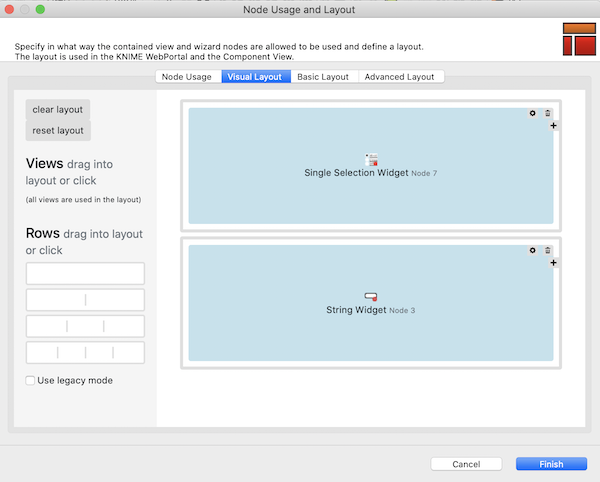 Node Usage and Layout
Specify in what way the contained view and wizard nodes are allowed to be used and define a layout.
The layout is used in the KNIME WebPortal and the Component View.
Node Usage
Visual Layout
Basic Layout
Advanced Layout
clear layout
reset layout
Views drag into
layout or click
(all views are used in the layout)
Rows drag into layout
or click
Use legacy mode
Single Selection Widget Node 7
String Widget Node 3
Cancel
Finish